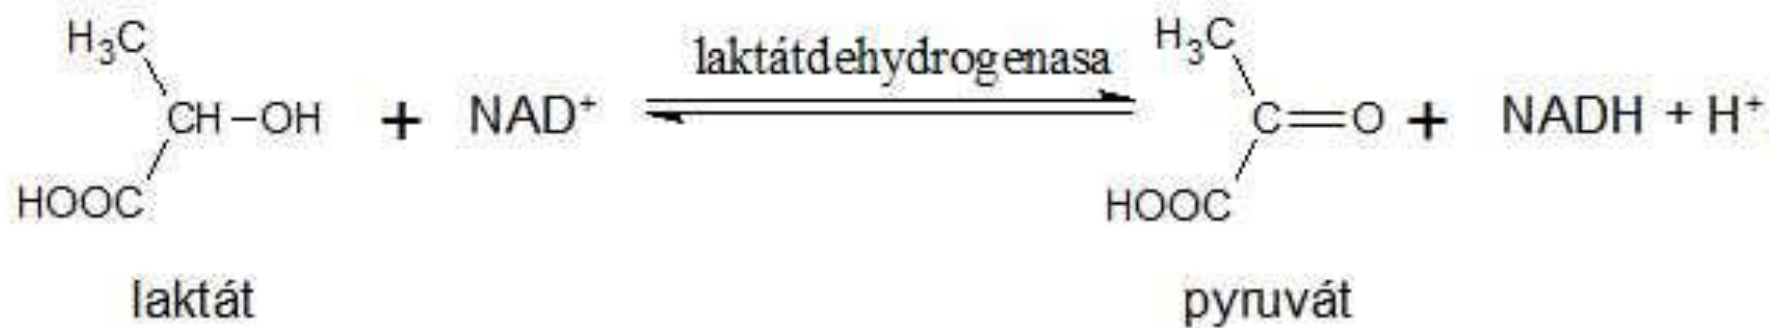 H₃C laktátdehydrogenasa H₃C
CH–OH + NAD⁺ C=O + NADH + H⁺
HOOC HOOC
laktát pyruvát